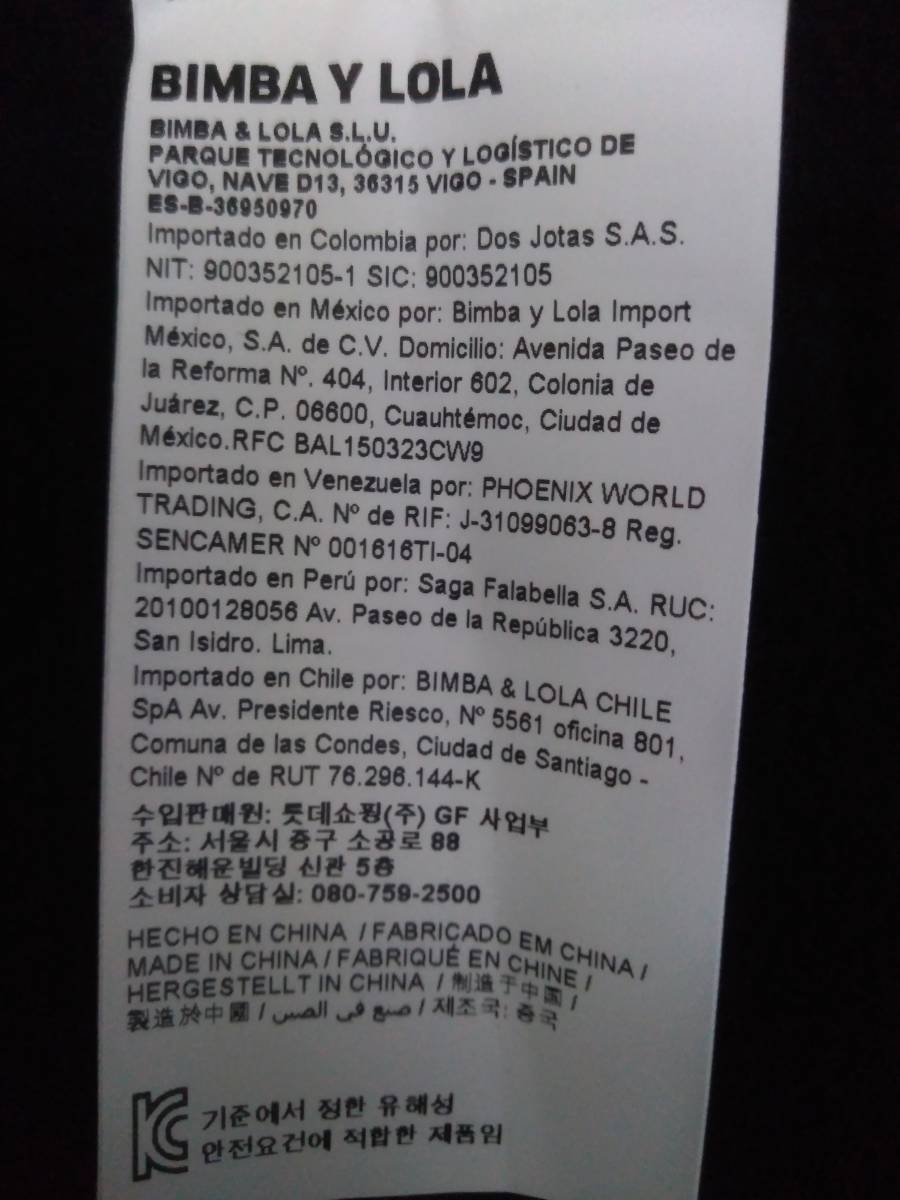 BIMBA Y LOLA
BIMBA & LOLA S.L.U.
PARQUE TECNOLÓGICO Y LOGÍSTICO DE
VIGO, NAVE D13, 36315 VIGO - SPAIN
ES-B-36950970
Importado en Colombia por: Dos Jotas S.A.S.
NIT: 900352105-1 SIC: 900352105
Importado en México por: Bimba y Lola Import
México, S.A. de C.V. Domicilio: Avenida Paseo de
la Reforma Nº. 404, Interior 602, Colonia de
Juárez, C.P. 06600, Cuauhtémoc, Ciudad de
México.RFC BAL150323CW9
Importado en Venezuela por: PHOENIX WORLD
TRADING, C.A. Nº de RIF: J-31099063-8 Reg.
SENCAMER Nº 001616TI-04
Importado en Perú por: Saga Falabella S.A. RUC:
20100128056 Av. Paseo de la República 3220,
San Isidro. Lima.
Importado en Chile por: BIMBA & LOLA CHILE
SpA Av. Presidente Riesco, Nº 5561 oficina 801,
Comuna de las Condes, Ciudad de Santiago -
Chile Nº de RUT 76.296.144-K
수입판매원: 롯데쇼핑(주) GF 사업부
주소: 서울시 중구 소공로 88
한진해운빌딩 신관 5층
소비자 상담실: 080-759-2500
HECHO EN CHINA / FABRICADO EM CHINA /
MADE IN CHINA / FABRIQUÉ EN CHINE /
HERGESTELLT IN CHINA / 制造于中国 /
製造於中國 / صنع في الصين / 제조국: 중국
KC 기준에서 정한 유해성
안전요건에 적합한 제품임